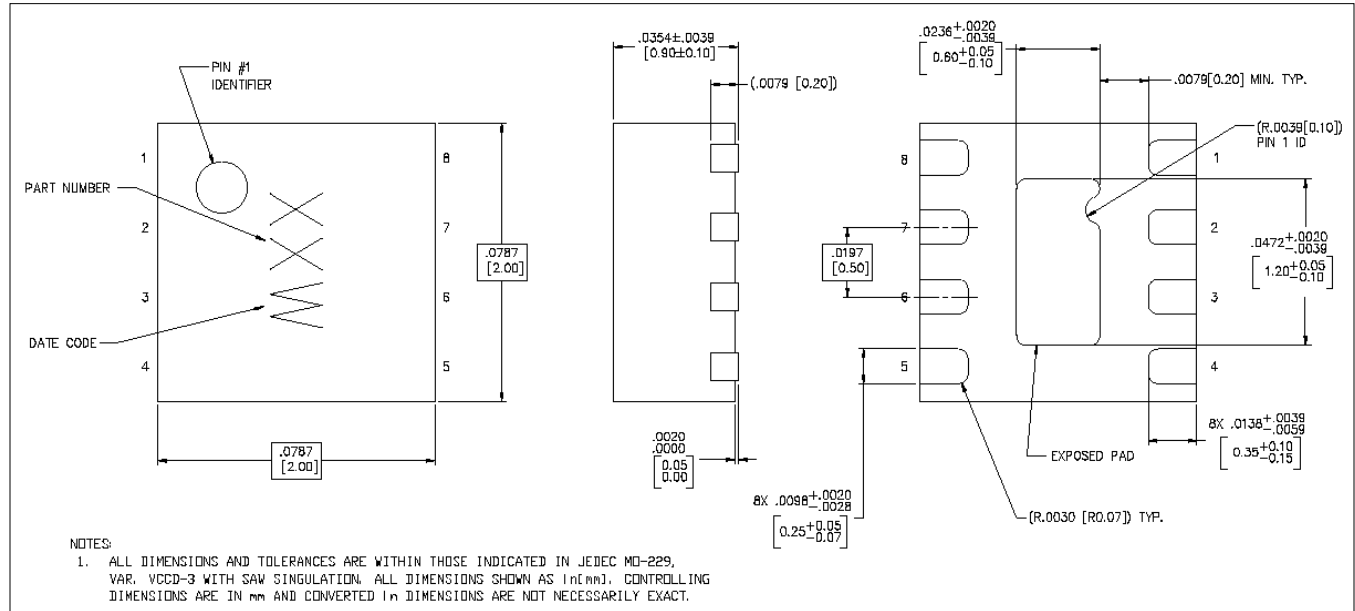 PIN #1
IDENTIFIER
PART NUMBER
DATE CODE
1
2
3
4
8
7
6
5
XXW
.0787
[2.00]
.0787
[2.00]
.0354±.0039
[0.90±0.10]
(.0079 [0.20])
.0020
.0000
[0.05
0.00]
.0236+.0020
-.0039
[0.60+0.05
-0.10]
.0079[0.20] MIN. TYP.
(R.0039[0.10])
PIN 1 ID
8
7
6
5
1
2
3
4
.0197
[0.50]
.0472+.0020
-.0039
[1.20+0.05
-0.10]
8X .0138+.0039
-.0059
[0.35+0.10
-0.15]
EXPOSED PAD
(R.0030 [R0.07]) TYP.
8X .0098+.0020
-.0028
[0.25+0.05
-0.07]
NOTES:
1. ALL DIMENSIONS AND TOLERANCES ARE WITHIN THOSE INDICATED IN JEDEC MO-229,
VAR. VCCD-3 WITH SAW SINGULATION. ALL DIMENSIONS SHOWN AS in[mm]. CONTROLLING
DIMENSIONS ARE IN mm AND CONVERTED in DIMENSIONS ARE NOT NECESSARILY EXACT.